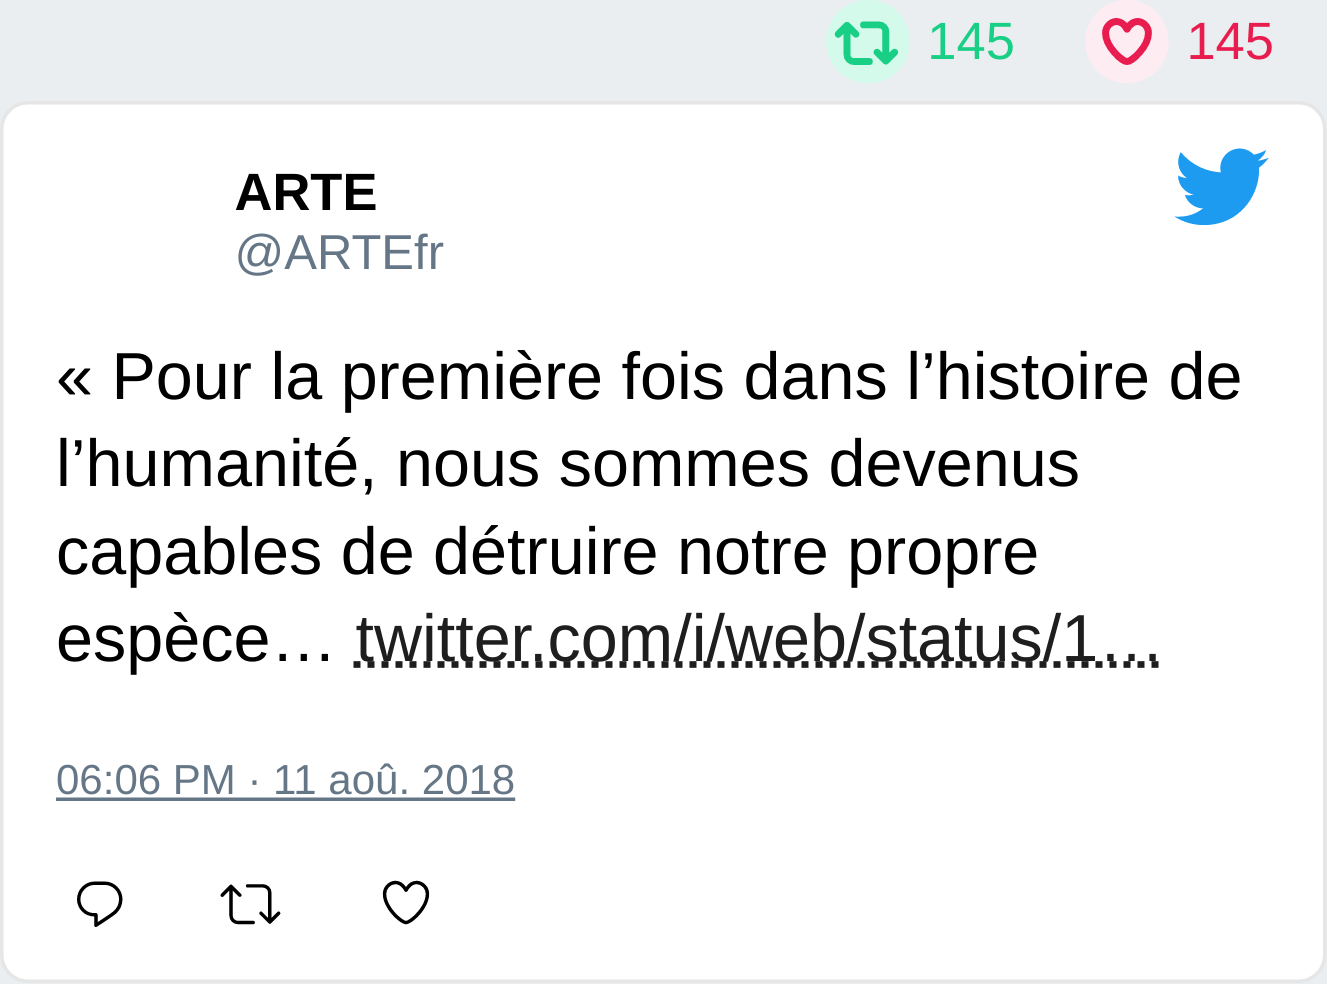 145 145
ARTE
@ARTEfr
« Pour la première fois dans l’histoire de
l’humanité, nous sommes devenus
capables de détruire notre propre
espèce… twitter.com/i/web/status/1…
06:06 PM · 11 aoû. 2018